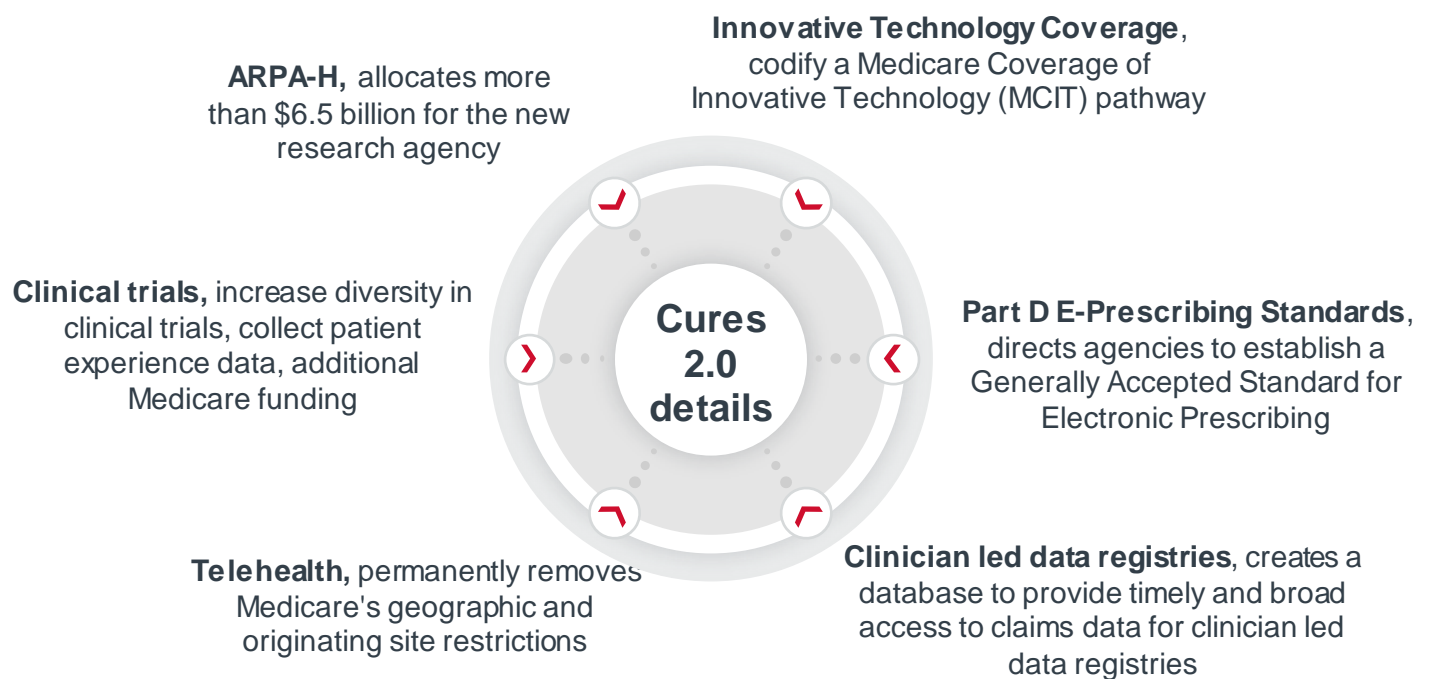 Innovative Technology Coverage,
codify a Medicare Coverage of
Innovative Technology (MCIT) pathway
ARPA-H, allocates more
than $6.5 billion for the new
research agency
Clinical trials, increase diversity in
clinical trials, collect patient
experience data, additional
Medicare funding
Cures
2.0
details
Part D E-Prescribing Standards,
directs agencies to establish a
Generally Accepted Standard for
Electronic Prescribing
Telehealth, permanently removes
Medicare's geographic and
originating site restrictions
Clinician led data registries, creates a
database to provide timely and broad
access to claims data for clinician led
data registries